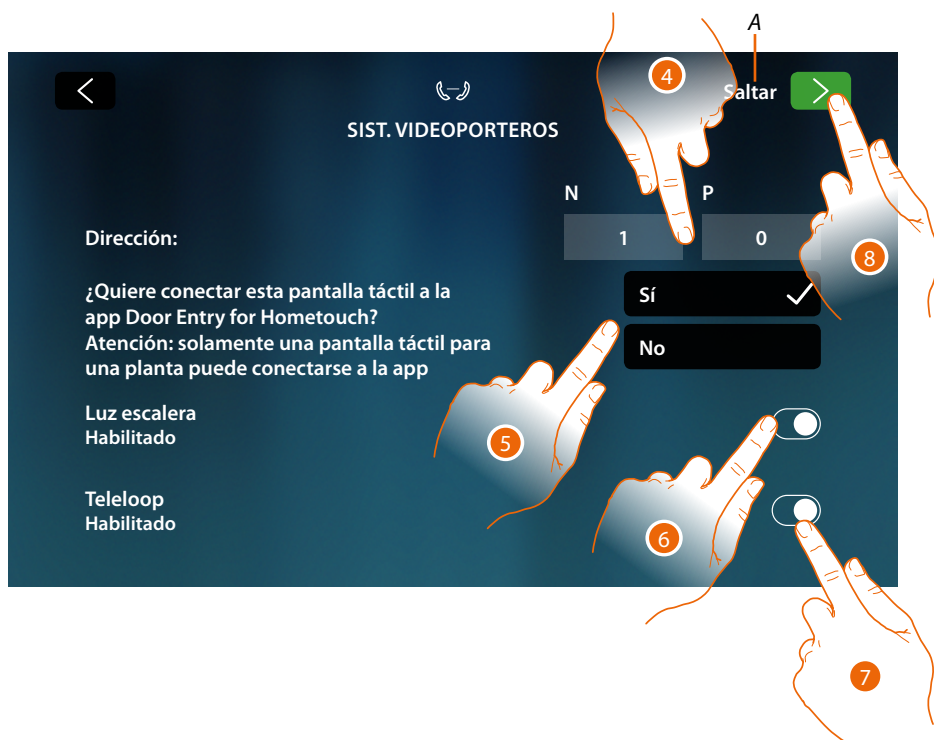 A
4
Saltar
SIST. VIDEOPORTEROS
N P
Dirección: 1 0
8
¿Quiere conectar esta pantalla táctil a la
app Door Entry for Hometouch?
Atención: solamente una pantalla táctil para
una planta puede conectarse a la app
Sí
No
5
Luz escalera
Habilitado
6
Teleloop
Habilitado
7